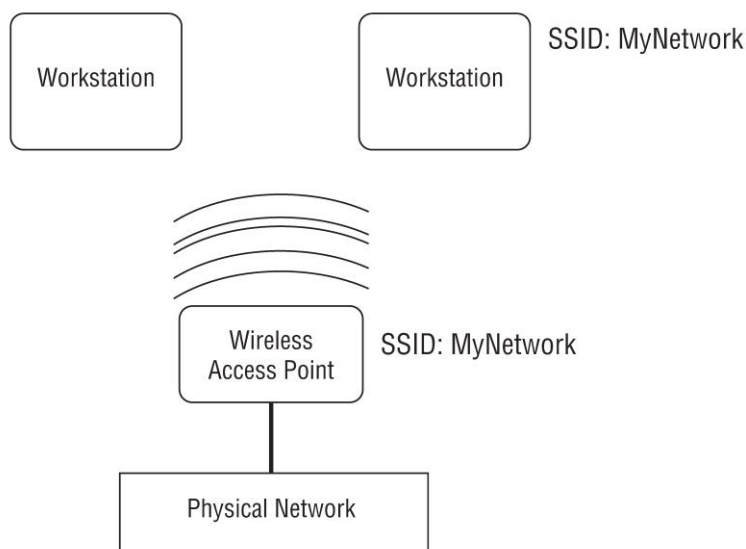 Workstation
Workstation
SSID: MyNetwork
Wireless
Access Point
SSID: MyNetwork
Physical Network